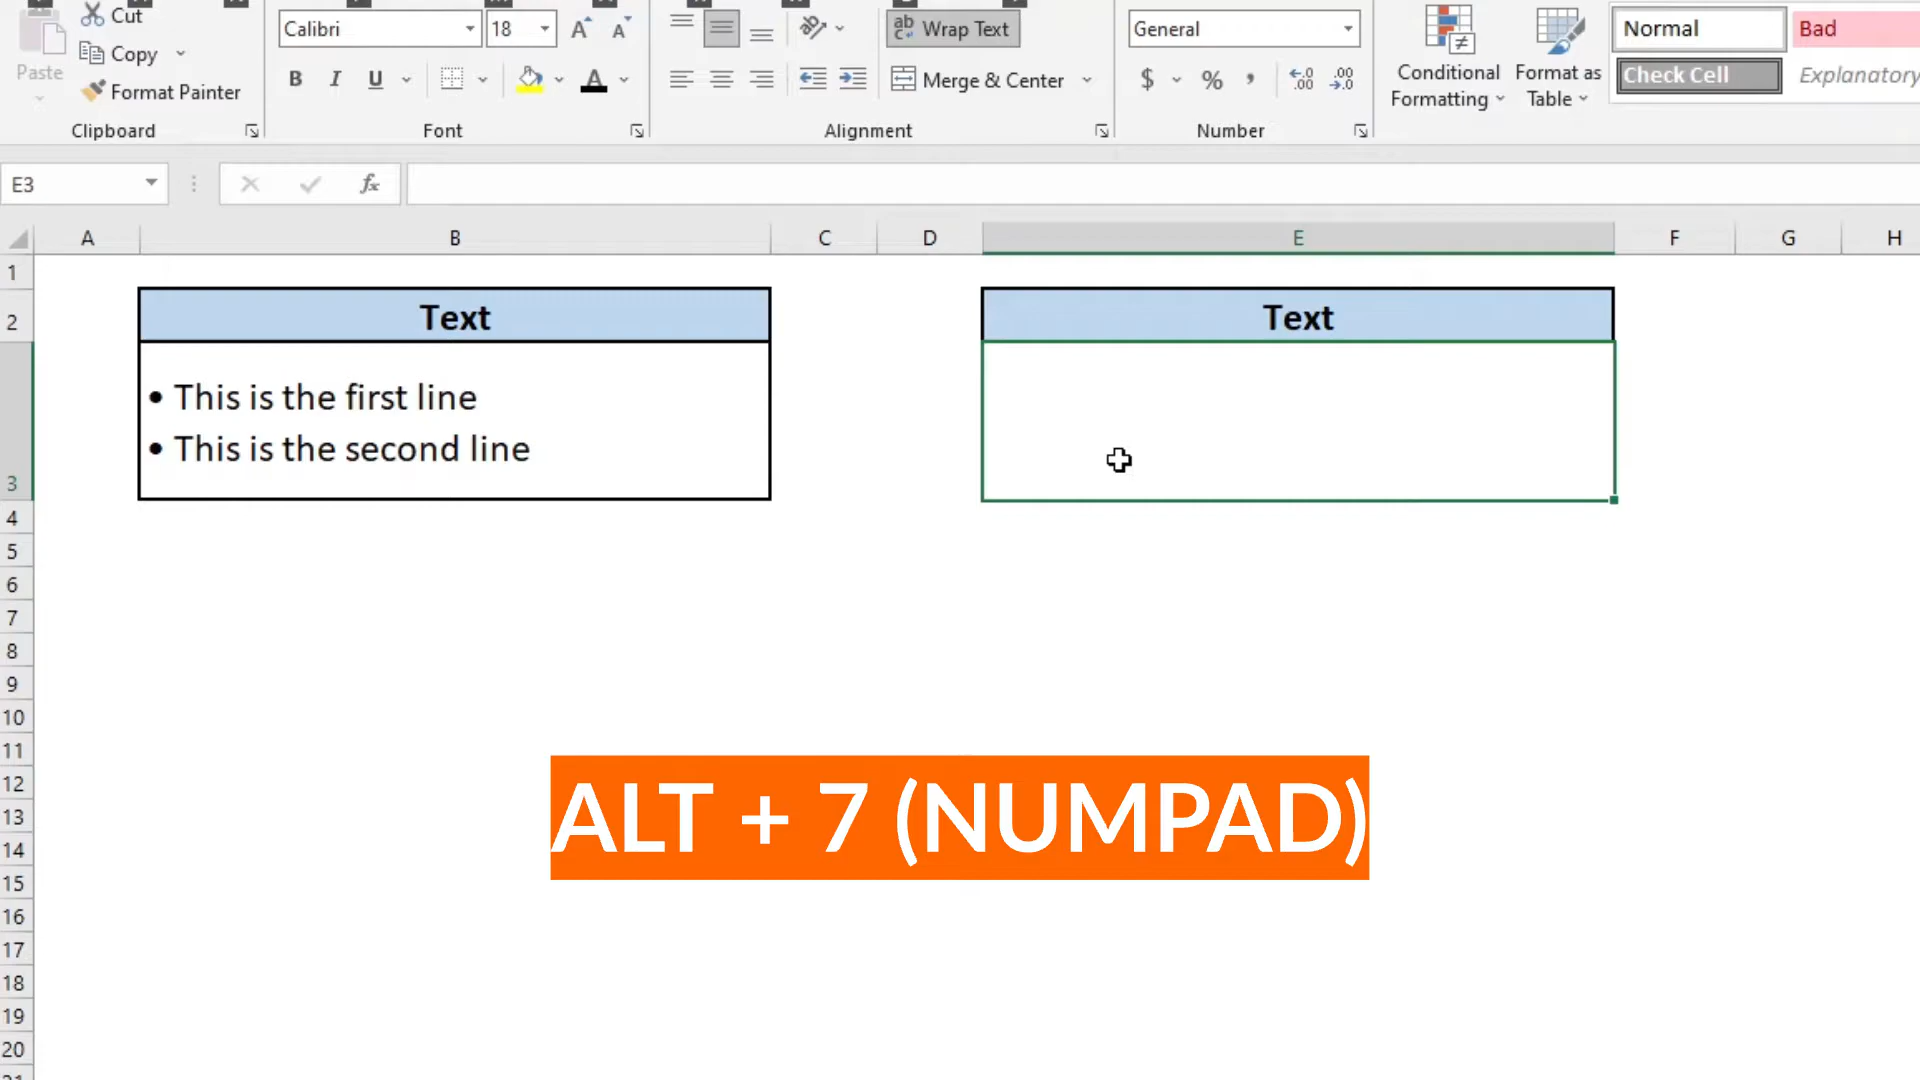 Cut
Calibri
18
Wrap Text
General
Normal
Bad
Paste
Copy
B I U
A
Merge & Center
$ % ,
Conditional
Formatting
Format as
Table
Check Cell
Explanatory
Format Painter
Clipboard
Font
Alignment
Number
E3
fx
A B C D E F G H
1
2
Text
Text
3
• This is the first line
• This is the second line
4
5
6
7
8
9
10
11
12
13
14
15
16
17
18
19
20
ALT + 7 (NUMPAD)